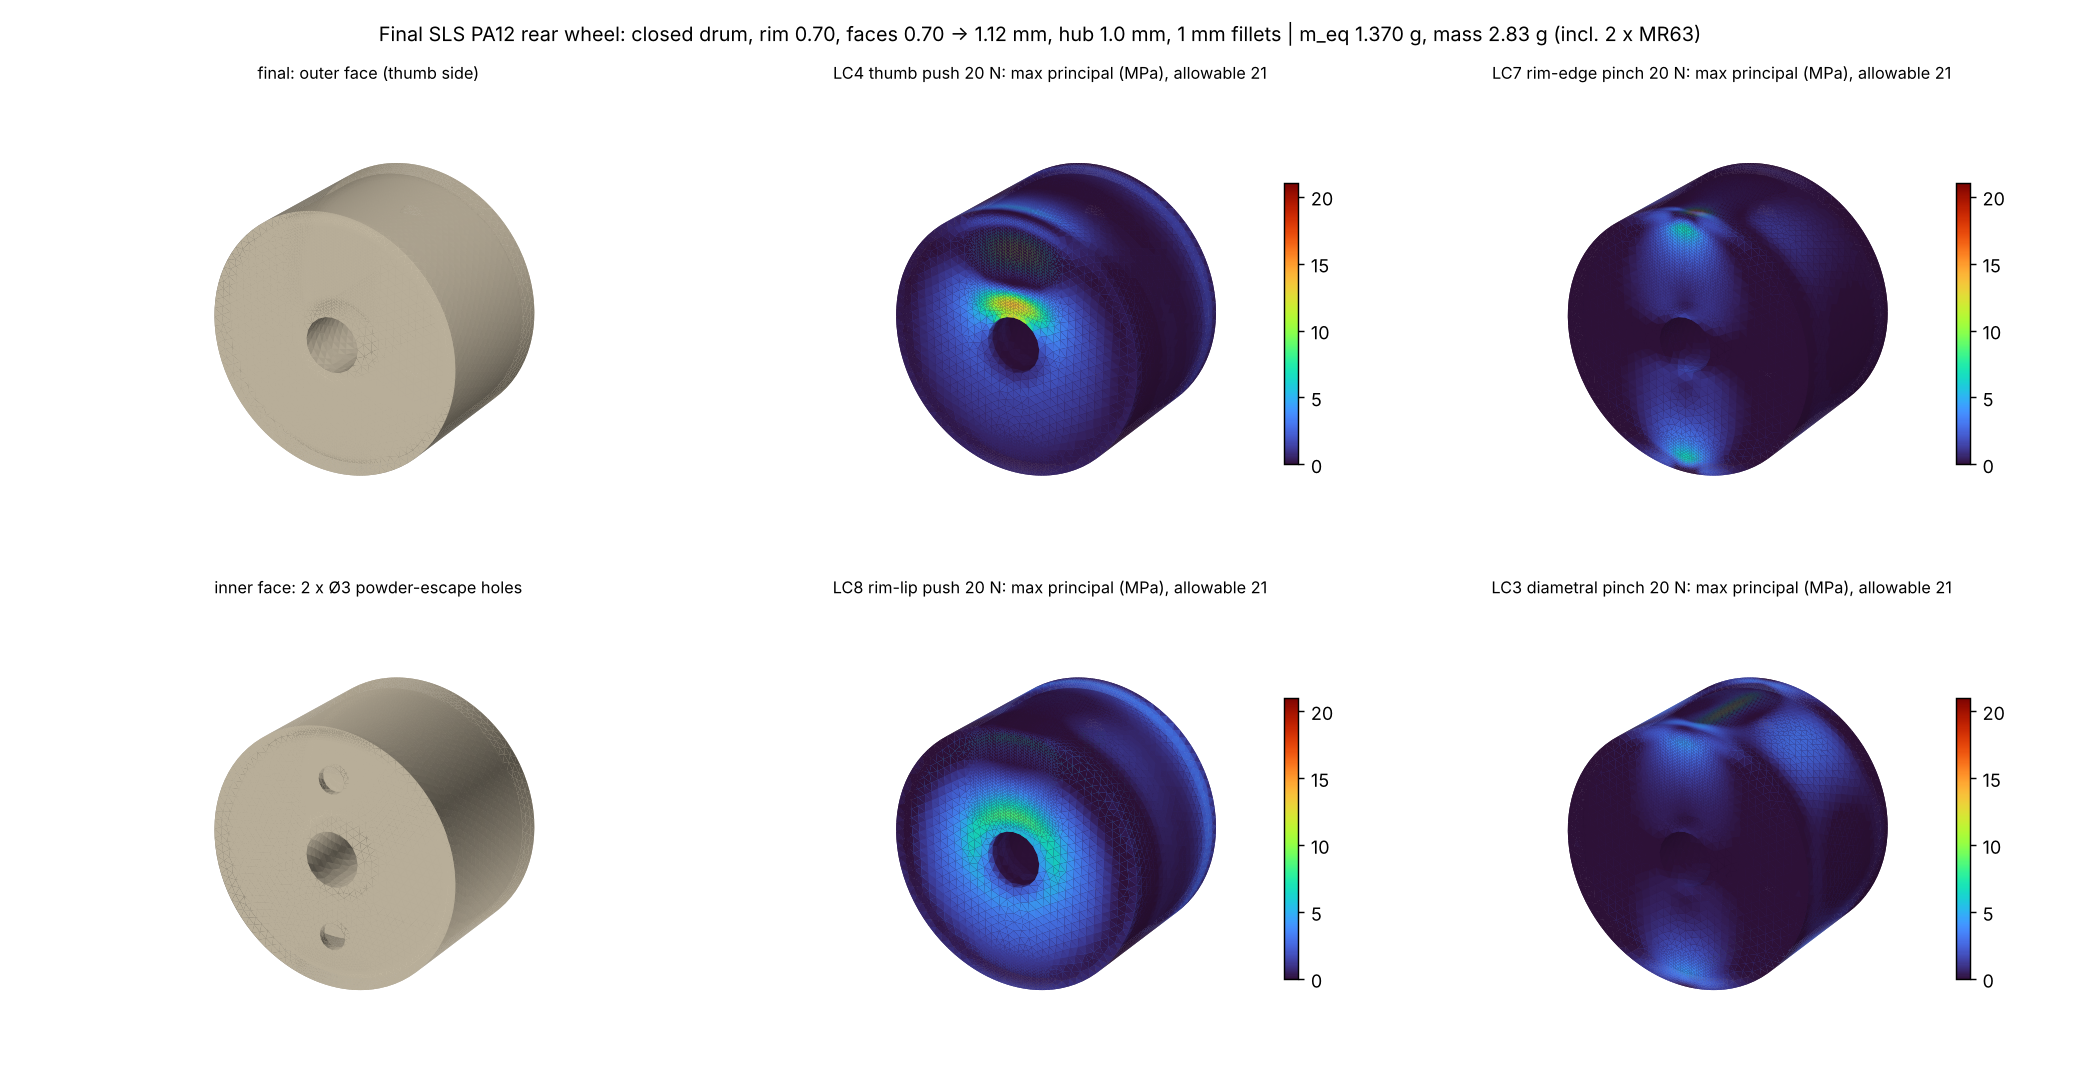 Final SLS PA12 rear wheel: closed drum, rim 0.70, faces 0.70 → 1.12 mm, hub 1.0 mm, 1 mm fillets | m_eq 1.370 g, mass 2.83 g (incl. 2 x MR63)
final: outer face (thumb side)
LC4 thumb push 20 N: max principal (MPa), allowable 21
LC7 rim-edge pinch 20 N: max principal (MPa), allowable 21
20
15
10
5
0
20
15
10
5
0
inner face: 2 x Ø3 powder-escape holes
LC8 rim-lip push 20 N: max principal (MPa), allowable 21
LC3 diametral pinch 20 N: max principal (MPa), allowable 21
20
15
10
5
0
20
15
10
5
0